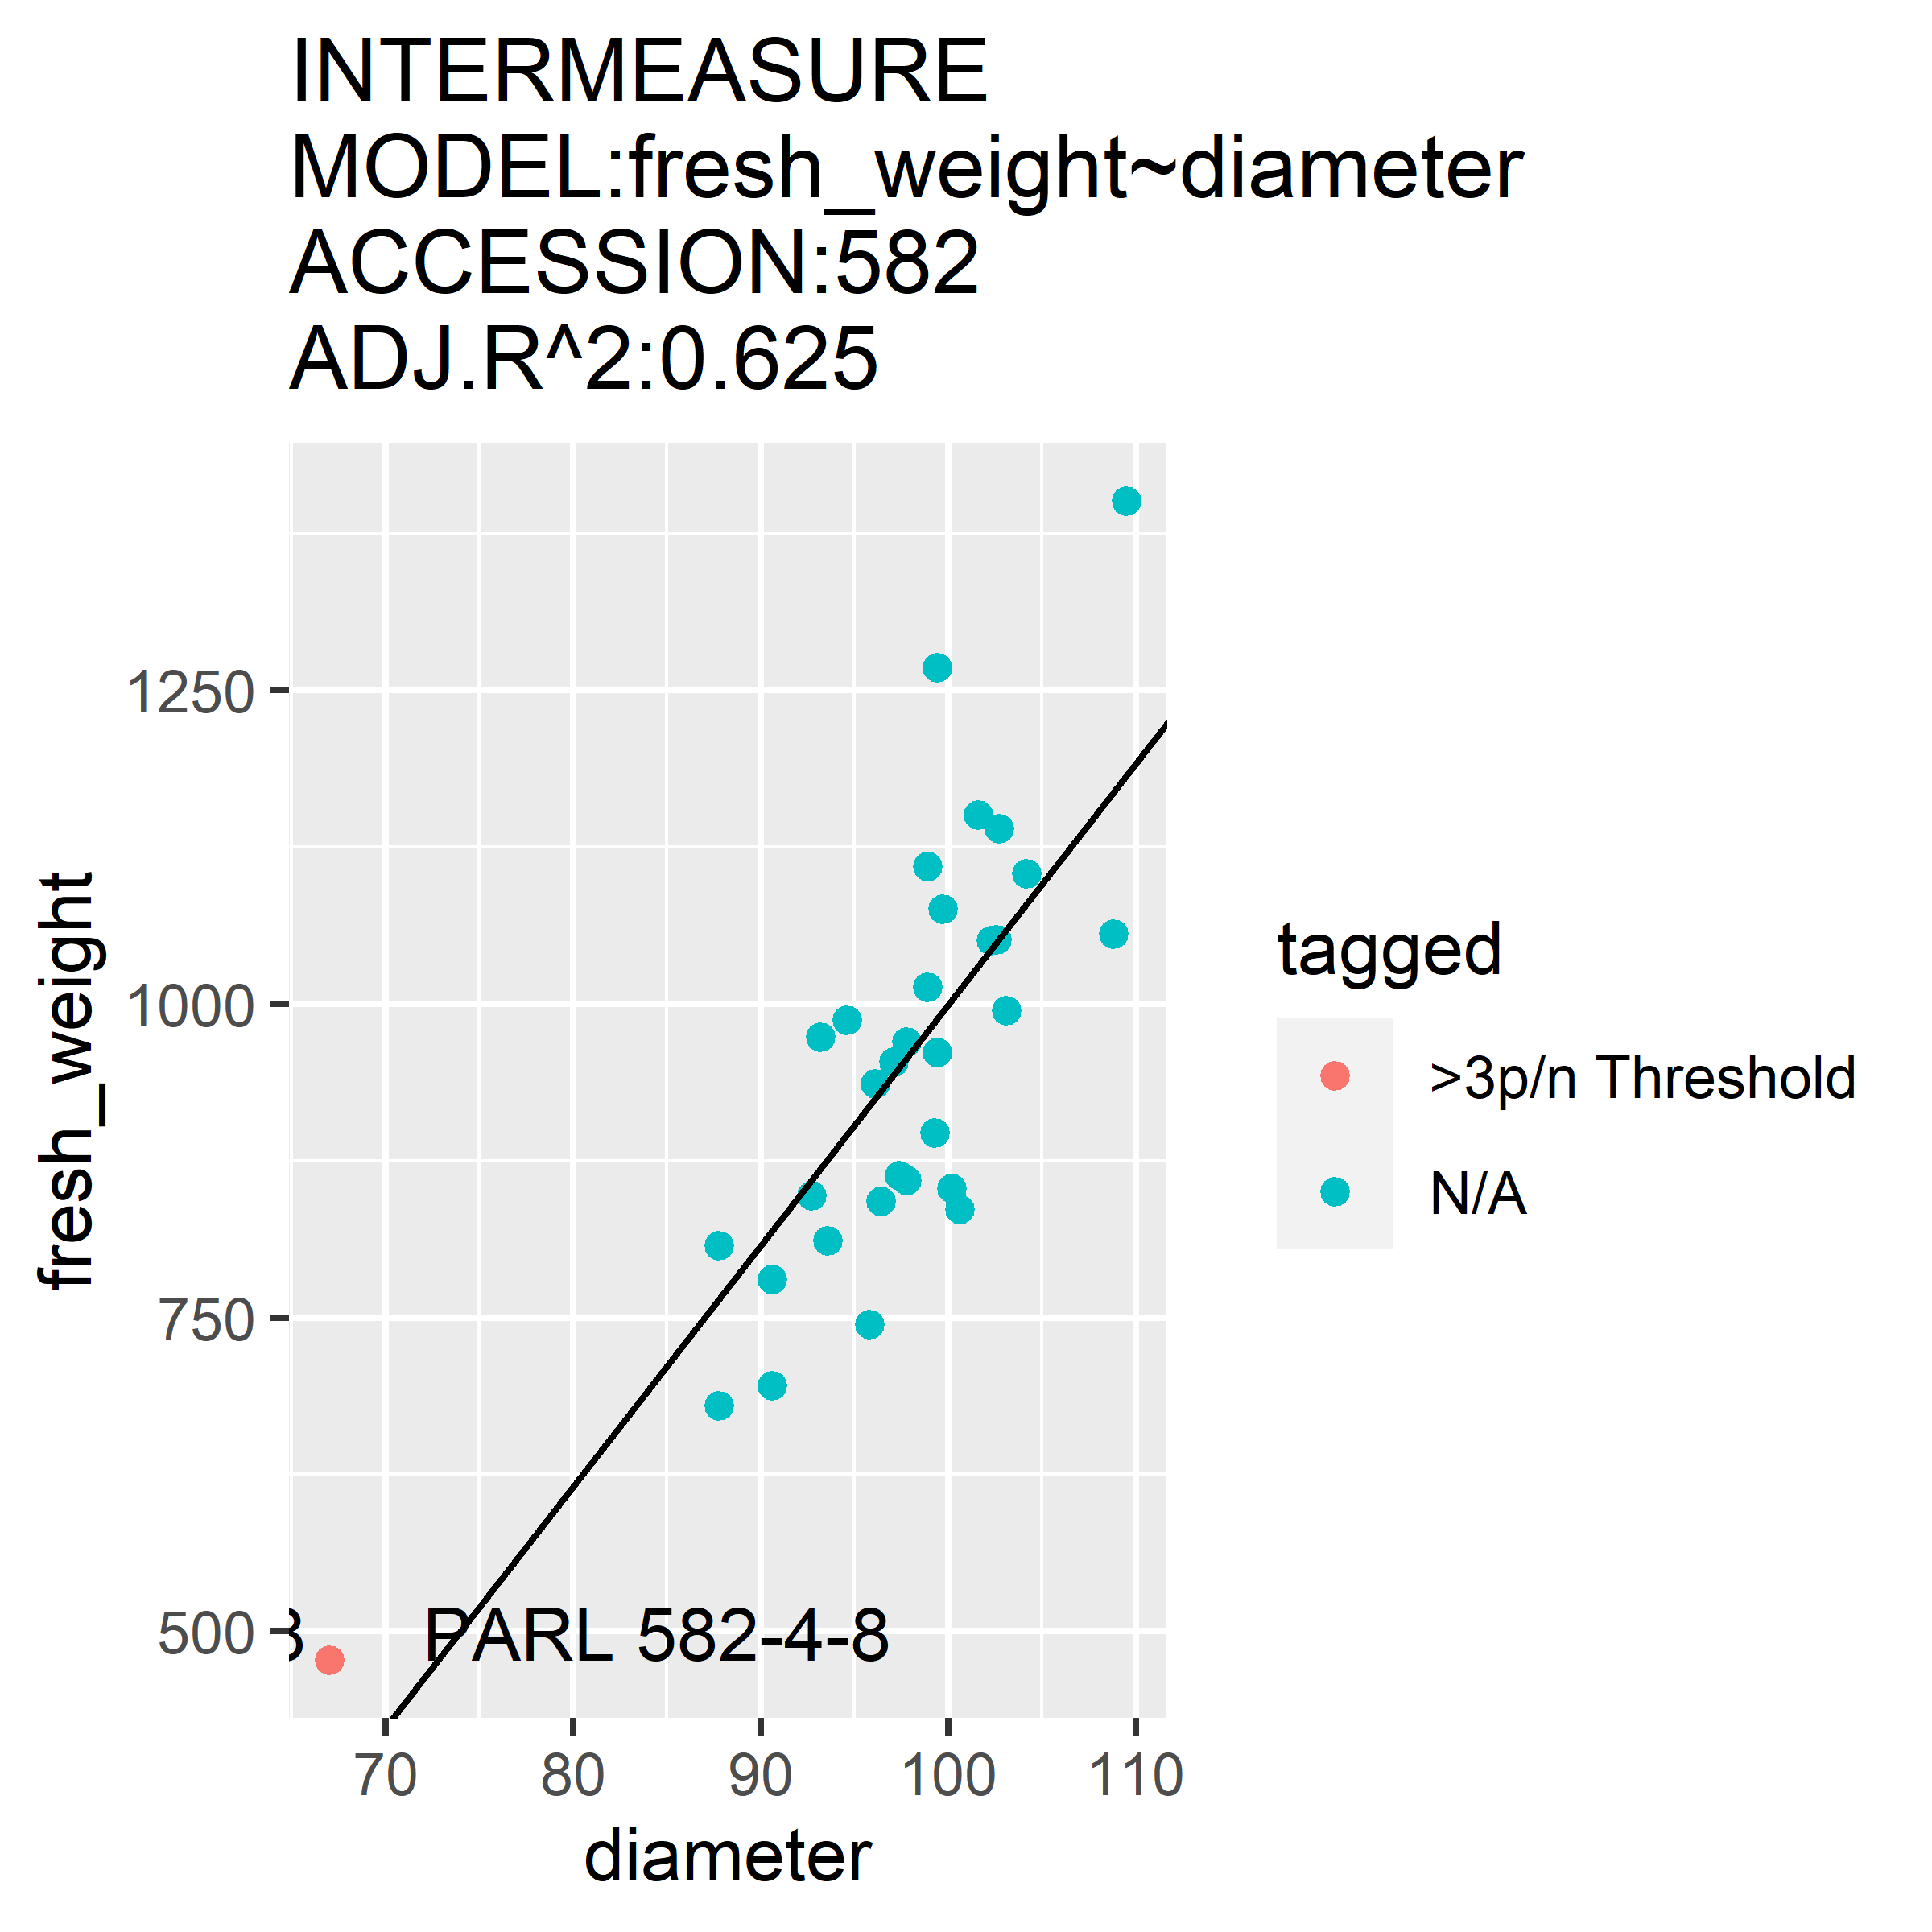 INTERMEASURE
MODEL:fresh_weight~diameter
ACCESSION:582
ADJ.R^2:0.625
1250
1000
750
500
fresh_weight
8 PARL 582-4-8
70 80 90 100 110
diameter
tagged
>3p/n Threshold
N/A